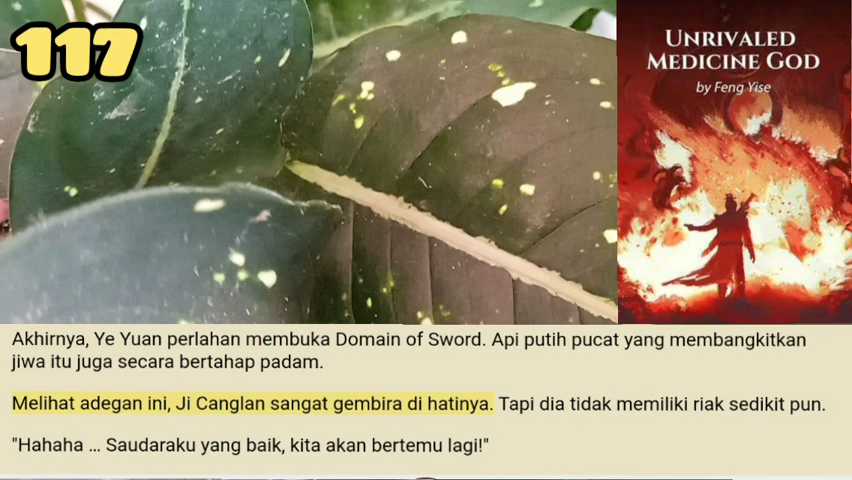 117
UNRIVALED
MEDICINE GOD
by Feng Yise
Akhirnya, Ye Yuan perlahan membuka Domain of Sword. Api putih pucat yang membangkitkan
jiwa itu juga secara bertahap padam.
Melihat adegan ini, Ji Canglan sangat gembira di hatinya. Tapi dia tidak memiliki riak sedikit pun.
"Hahaha ... Saudaraku yang baik, kita akan bertemu lagi!"